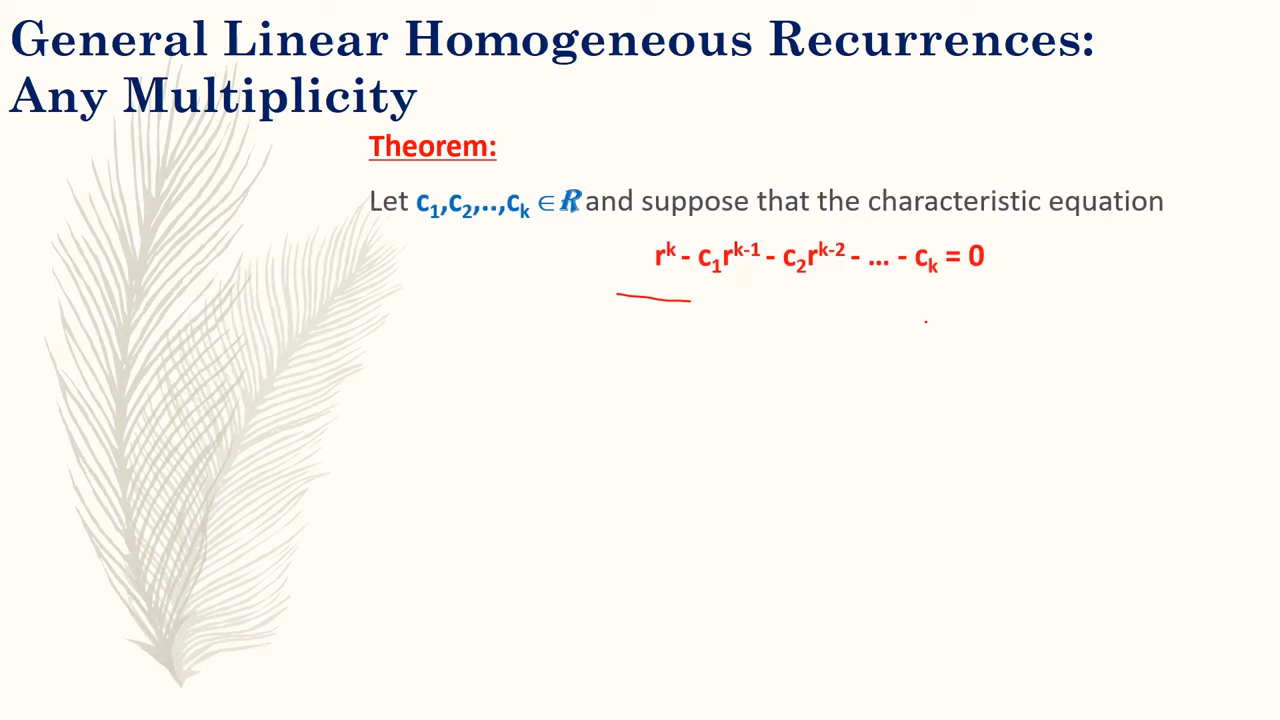 General Linear Homogeneous Recurrences:
Any Multiplicity
Theorem:
Let c₁,c₂,..,cₖ ∈ R and suppose that the characteristic equation
rᵏ - c₁rᵏ⁻¹ - c₂rᵏ⁻² - … - cₖ = 0